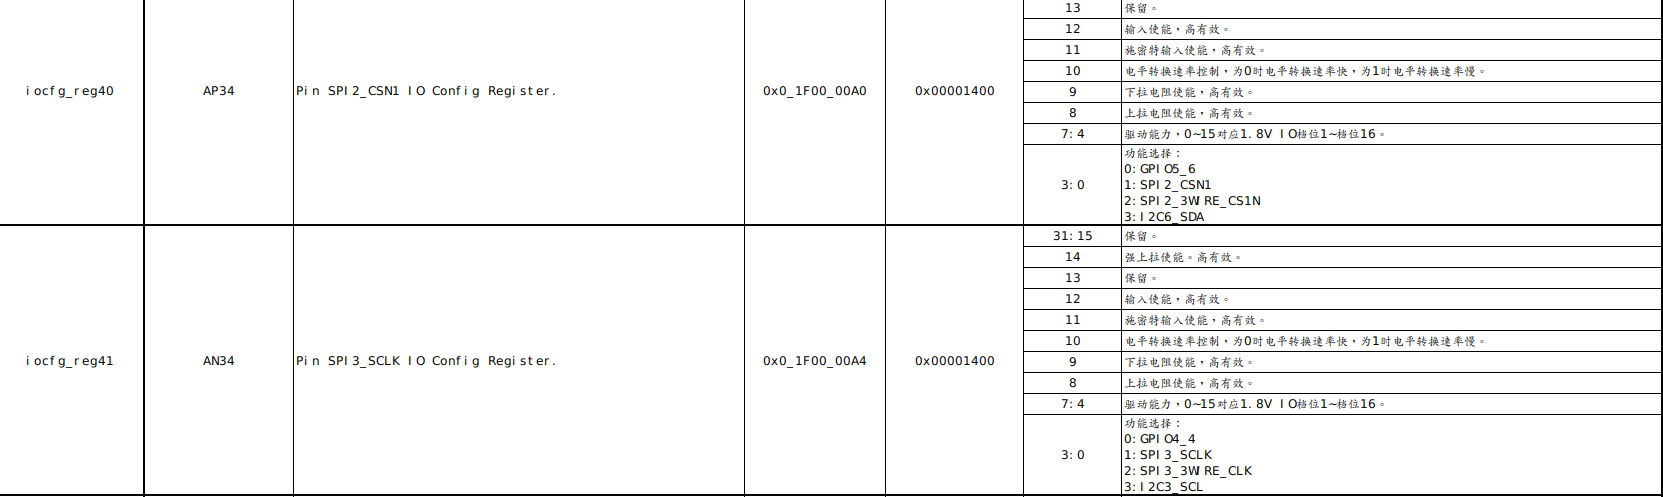 13 保留。
12 输入使能，高有效。
11 施密特输入使能，高有效。
iocfg_reg40 AP34 Pin SPI2_CSN1 IO Config Register. 0x0_1F00_00A0 0x00001400
10 电平转换速率控制，为0时电平转换速率快，为1时电平转换速率慢。
9 下拉电阻使能，高有效。
8 上拉电阻使能，高有效。
7:4 驱动能力，0~15对应1.8V IO档位1~档位16。
3:0 功能选择：
0:GPIO5_6
1:SPI2_CSN1
2:SPI2_3WIRE_CS1N
3:I2C6_SDA
31:15 保留。
14 强上拉使能。高有效。
13 保留。
12 输入使能，高有效。
11 施密特输入使能，高有效。
iocfg_reg41 AN34 Pin SPI3_SCLK IO Config Register. 0x0_1F00_00A4 0x00001400
10 电平转换速率控制，为0时电平转换速率快，为1时电平转换速率慢。
9 下拉电阻使能，高有效。
8 上拉电阻使能，高有效。
7:4 驱动能力，0~15对应1.8V IO档位1~档位16。
3:0 功能选择：
0:GPIO4_4
1:SPI3_SCLK
2:SPI3_3WIRE_CLK
3:I2C3_SCL